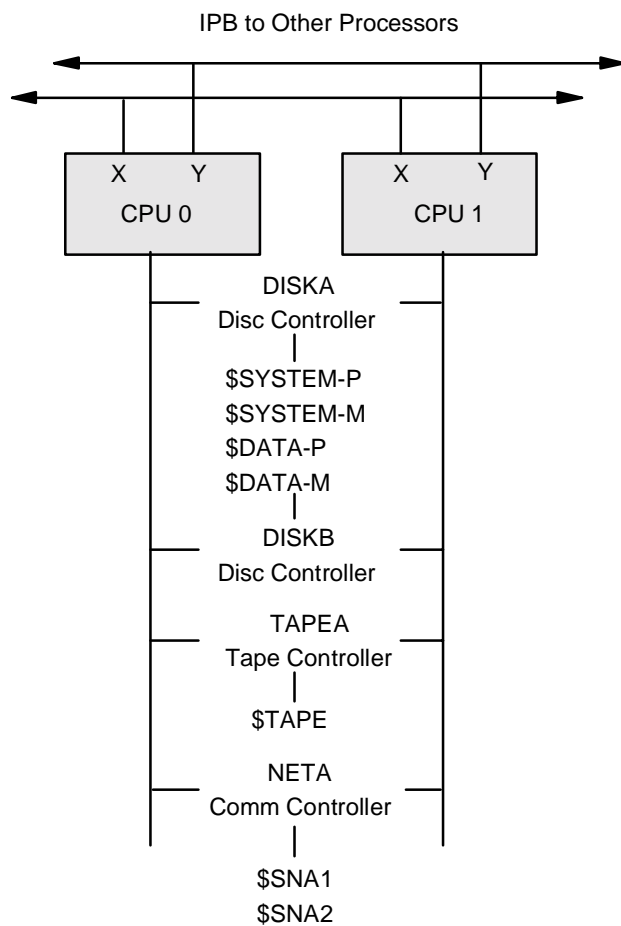 IPB to Other Processors
X Y
CPU 0
X Y
CPU 1
DISKA
Disc Controller
$SYSTEM-P
$SYSTEM-M
$DATA-P
$DATA-M
DISKB
Disc Controller
TAPEA
Tape Controller
$TAPE
NETA
Comm Controller
$SNA1
$SNA2